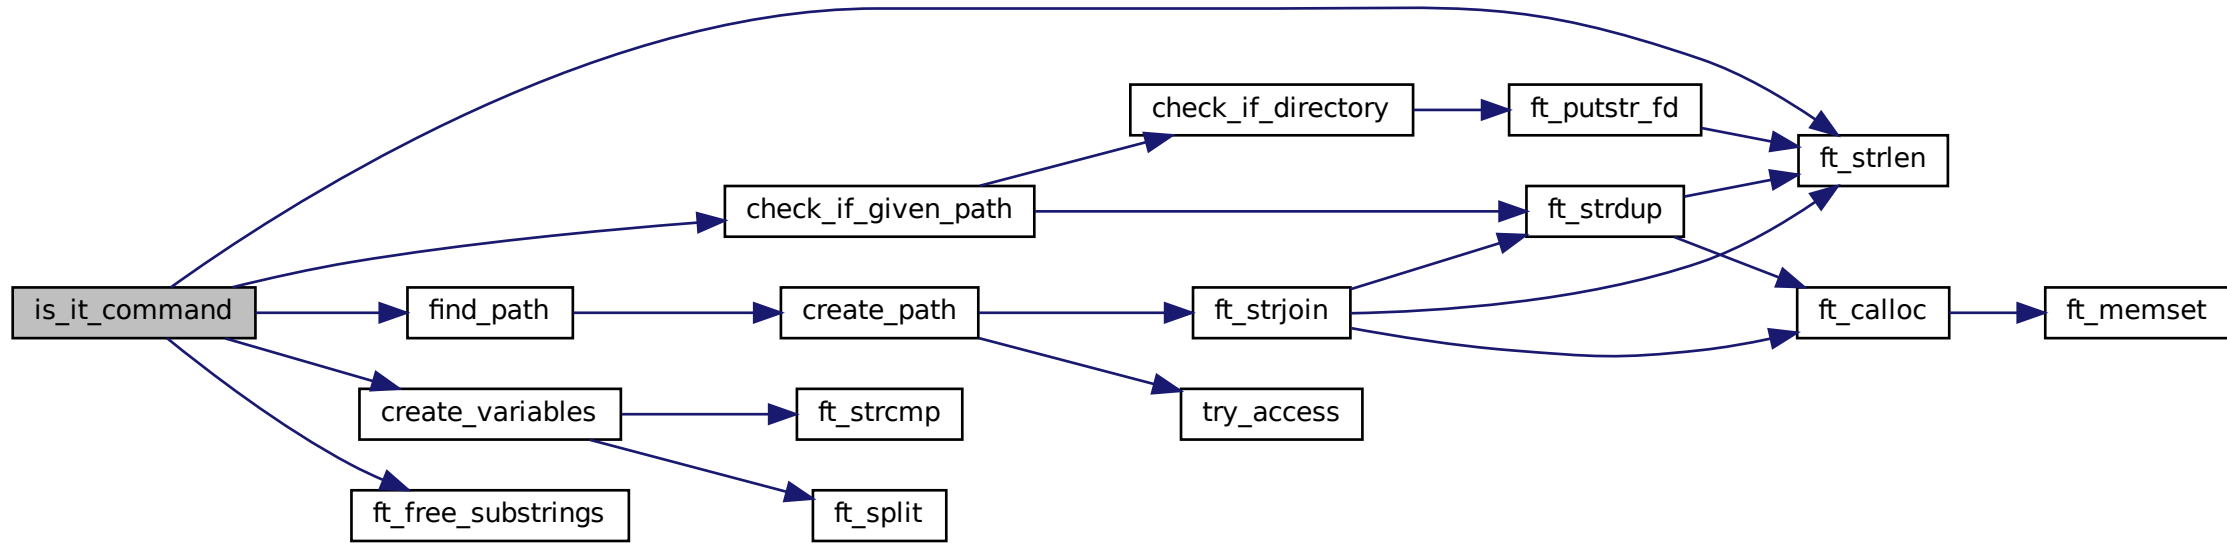 check_if_directory
ft_putstr_fd
ft_strlen
check_if_given_path
ft_strdup
is_it_command
find_path
create_path
ft_strjoin
ft_calloc
ft_memset
create_variables
ft_strcmp
try_access
ft_free_substrings
ft_split